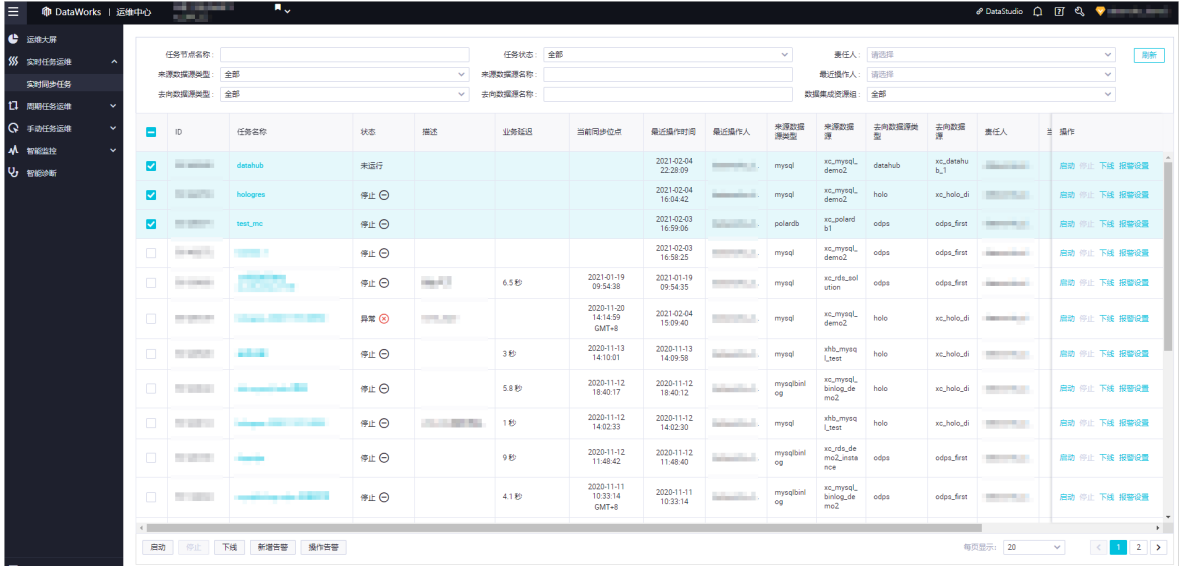 DataWorks | 运维中心
DataStudio
运维大屏
实时任务运维
实时同步任务
周期任务运维
手动任务运维
智能监控
智能诊断
任务节点名称: 任务状态: 全部 责任人: 请选择 刷新
来源数据源类型: 全部 来源数据源名称: 最近操作人: 请选择
去向数据源类型: 全部 去向数据源名称: 数据集成资源组: 全部
ID 任务名称 状态 描述 业务延迟 当前同步位点 最近操作时间 最近操作人 来源数据源类型 来源数据源 去向数据源类型 去向数据源 责任人 操作
datahub 未运行 2021-02-04 22:28:09 mysql xc_mysql_demo2 datahub xc_datahub_1 启动 停止 下线 报警设置
hologres 停止 2021-02-04 16:04:42 mysql xc_mysql_demo2 holo xc_holo_di 启动 停止 下线 报警设置
test_mc 停止 2021-02-03 16:59:06 polardb xc_polardb1 odps odps_first 启动 停止 下线 报警设置
停止 2021-02-03 16:58:25 mysql xc_mysql_demo2 odps odps_first 启动 停止 下线 报警设置
停止 6.5 秒 2021-01-19 09:54:38 2021-01-19 09:54:35 mysql xc_rds_solution odps odps_first 启动 停止 下线 报警设置
异常 2020-11-20 14:14:59 GMT+8 2021-02-04 15:09:40 mysql xc_mysql_demo2 holo xc_holo_di 启动 停止 下线 报警设置
停止 3 秒 2020-11-13 14:10:01 2020-11-13 14:09:58 mysql xhb_mysql_test holo xc_holo_di 启动 停止 下线 报警设置
停止 5.8 秒 2020-11-12 18:40:17 2020-11-12 18:40:12 mysqlbinlog xc_mysql_binlog_demo2 holo xc_holo_di 启动 停止 下线 报警设置
停止 1 秒 2020-11-12 14:02:33 2020-11-12 14:02:30 mysql xhb_mysql_test holo xc_holo_di 启动 停止 下线 报警设置
停止 9 秒 2020-11-12 11:48:42 2020-11-12 11:48:40 mysqlbinlog xc_rds_demo2_instance odps odps_first 启动 停止 下线 报警设置
停止 4.1 秒 2020-11-11 10:33:14 GMT+8 2020-11-11 10:33:14 mysqlbinlog xc_mysql_binlog_demo2 odps odps_first 启动 停止 下线 报警设置
启动 停止 下线 新增告警 操作告警 每页显示: 20 1 2